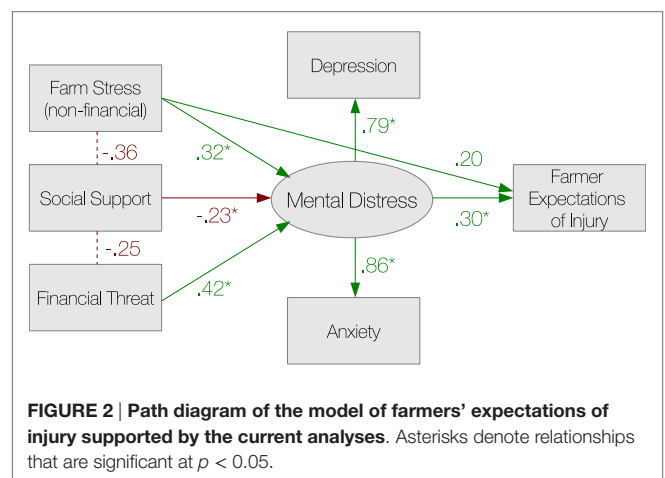 Depression
Farm Stress
(non-financial)
.79*
-.36
.32*
.20
Social Support
-.23*
Mental Distress
.30*
Farmer
Expectations
of Injury
-.25
.42*
.86*
Financial Threat
Anxiety
FIGURE 2 | Path diagram of the model of farmers’ expectations of
injury supported by the current analyses. Asterisks denote relationships
that are significant at p < 0.05.